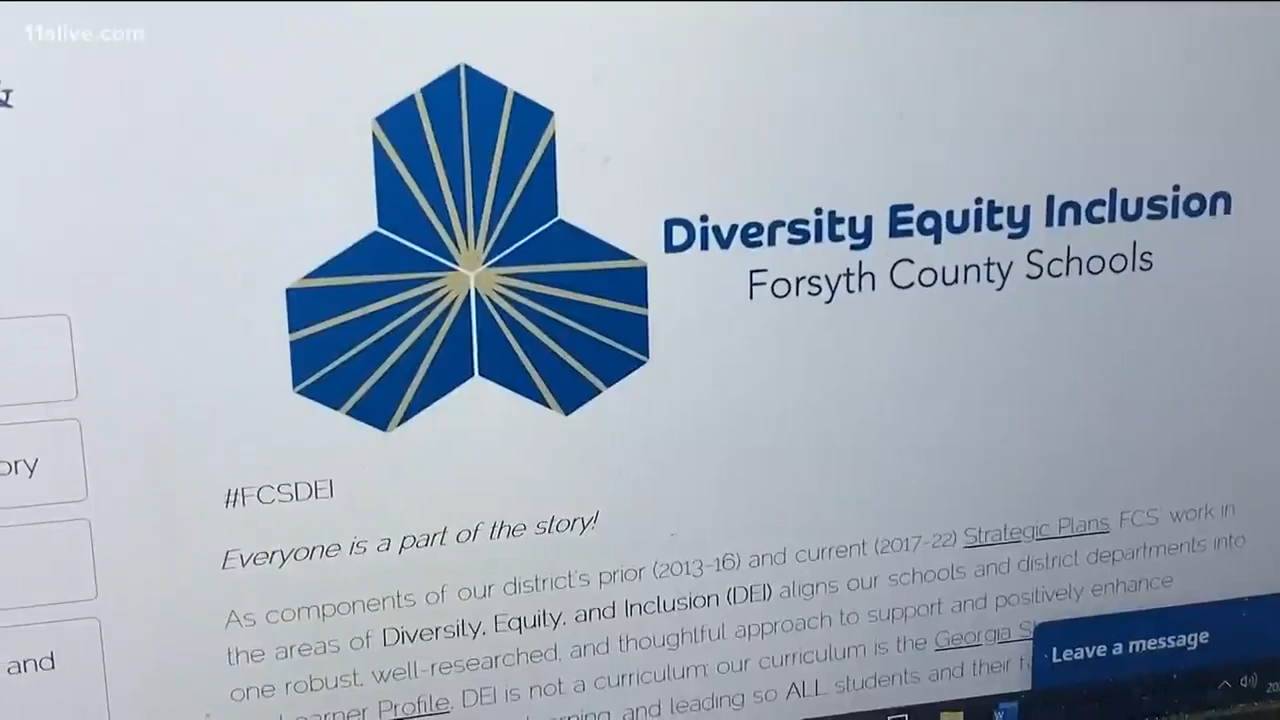 11alive.com
&
Diversity Equity Inclusion
Forsyth County Schools
ory
and
#FCSDEI
Everyone is a part of the story!
As components of our district's prior (2013-16) and current (2017-22) Strategic Plans, FCS' work in
the areas of Diversity, Equity, and Inclusion (DEI) aligns our schools and district departments into
one robust, well-researched, and thoughtful approach to support and positively enhance
Profile. DEI is not a curriculum; our curriculum is the Georgia
and leading so ALL students and their
Leave a message